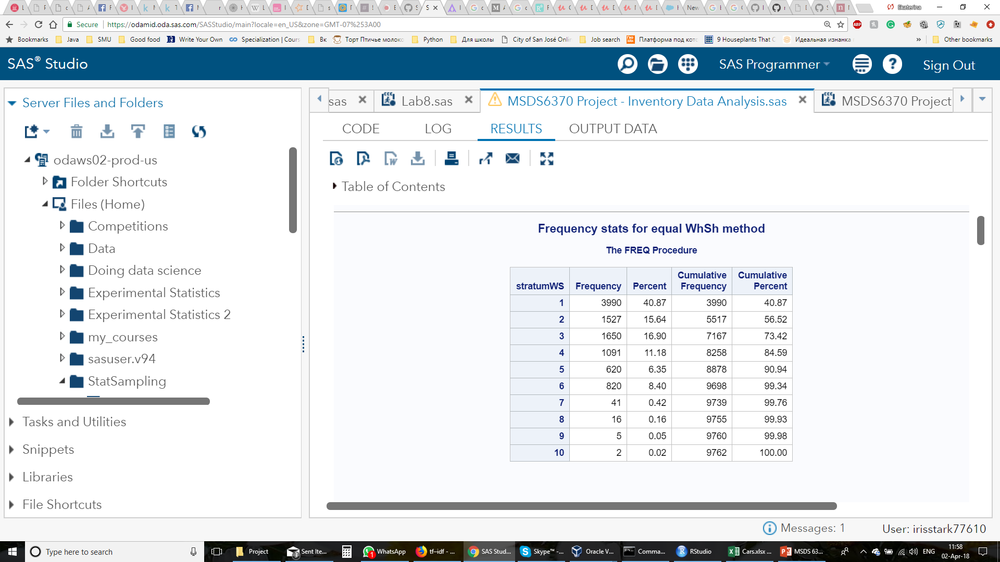 Ekaterina
Secure https://odamid.oda.sas.com/SASStudio/main?locale=en_US&zone=GMT-07%253A00
Bookmarks Java SMU Good food Write Your Own Specialization | Cours Вк Торт Птичье молоко Python Для школы City of San José Onli Job search Платформа под кото 9 Houseplants That C Идеальная изнанка » Other bookmarks
SAS® Studio
SAS Programmer
Sign Out
Server Files and Folders
odaws02-prod-us
Folder Shortcuts
Files (Home)
Competitions
Data
Doing data science
Experimental Statistics
Experimental Statistics 2
my_courses
sasuser.v94
StatSampling
Tasks and Utilities
Snippets
Libraries
File Shortcuts
sas Lab8.sas MSDS6370 Project - Inventory Data Analysis.sas MSDS6370 Project
CODE LOG RESULTS OUTPUT DATA
Table of Contents
Frequency stats for equal WhSh method
The FREQ Procedure
stratumWS Frequency Percent Cumulative Frequency Cumulative Percent
1 3990 40.87 3990 40.87
2 1527 15.64 5517 56.52
3 1650 16.90 7167 73.42
4 1091 11.18 8258 84.59
5 620 6.35 8878 90.94
6 820 8.40 9698 99.34
7 41 0.42 9739 99.76
8 16 0.16 9755 99.93
9 5 0.05 9760 99.98
10 2 0.02 9762 100.00
Messages: 1
User: irisstark77610
Type here to search
Project Sent Ite... WhatsApp tf–idf - ... SAS Stud... Skype™ -... Oracle V... Comma... RStudio Cars.xlsx ... MSDS 63...
ENG
11:58
02-Apr-18